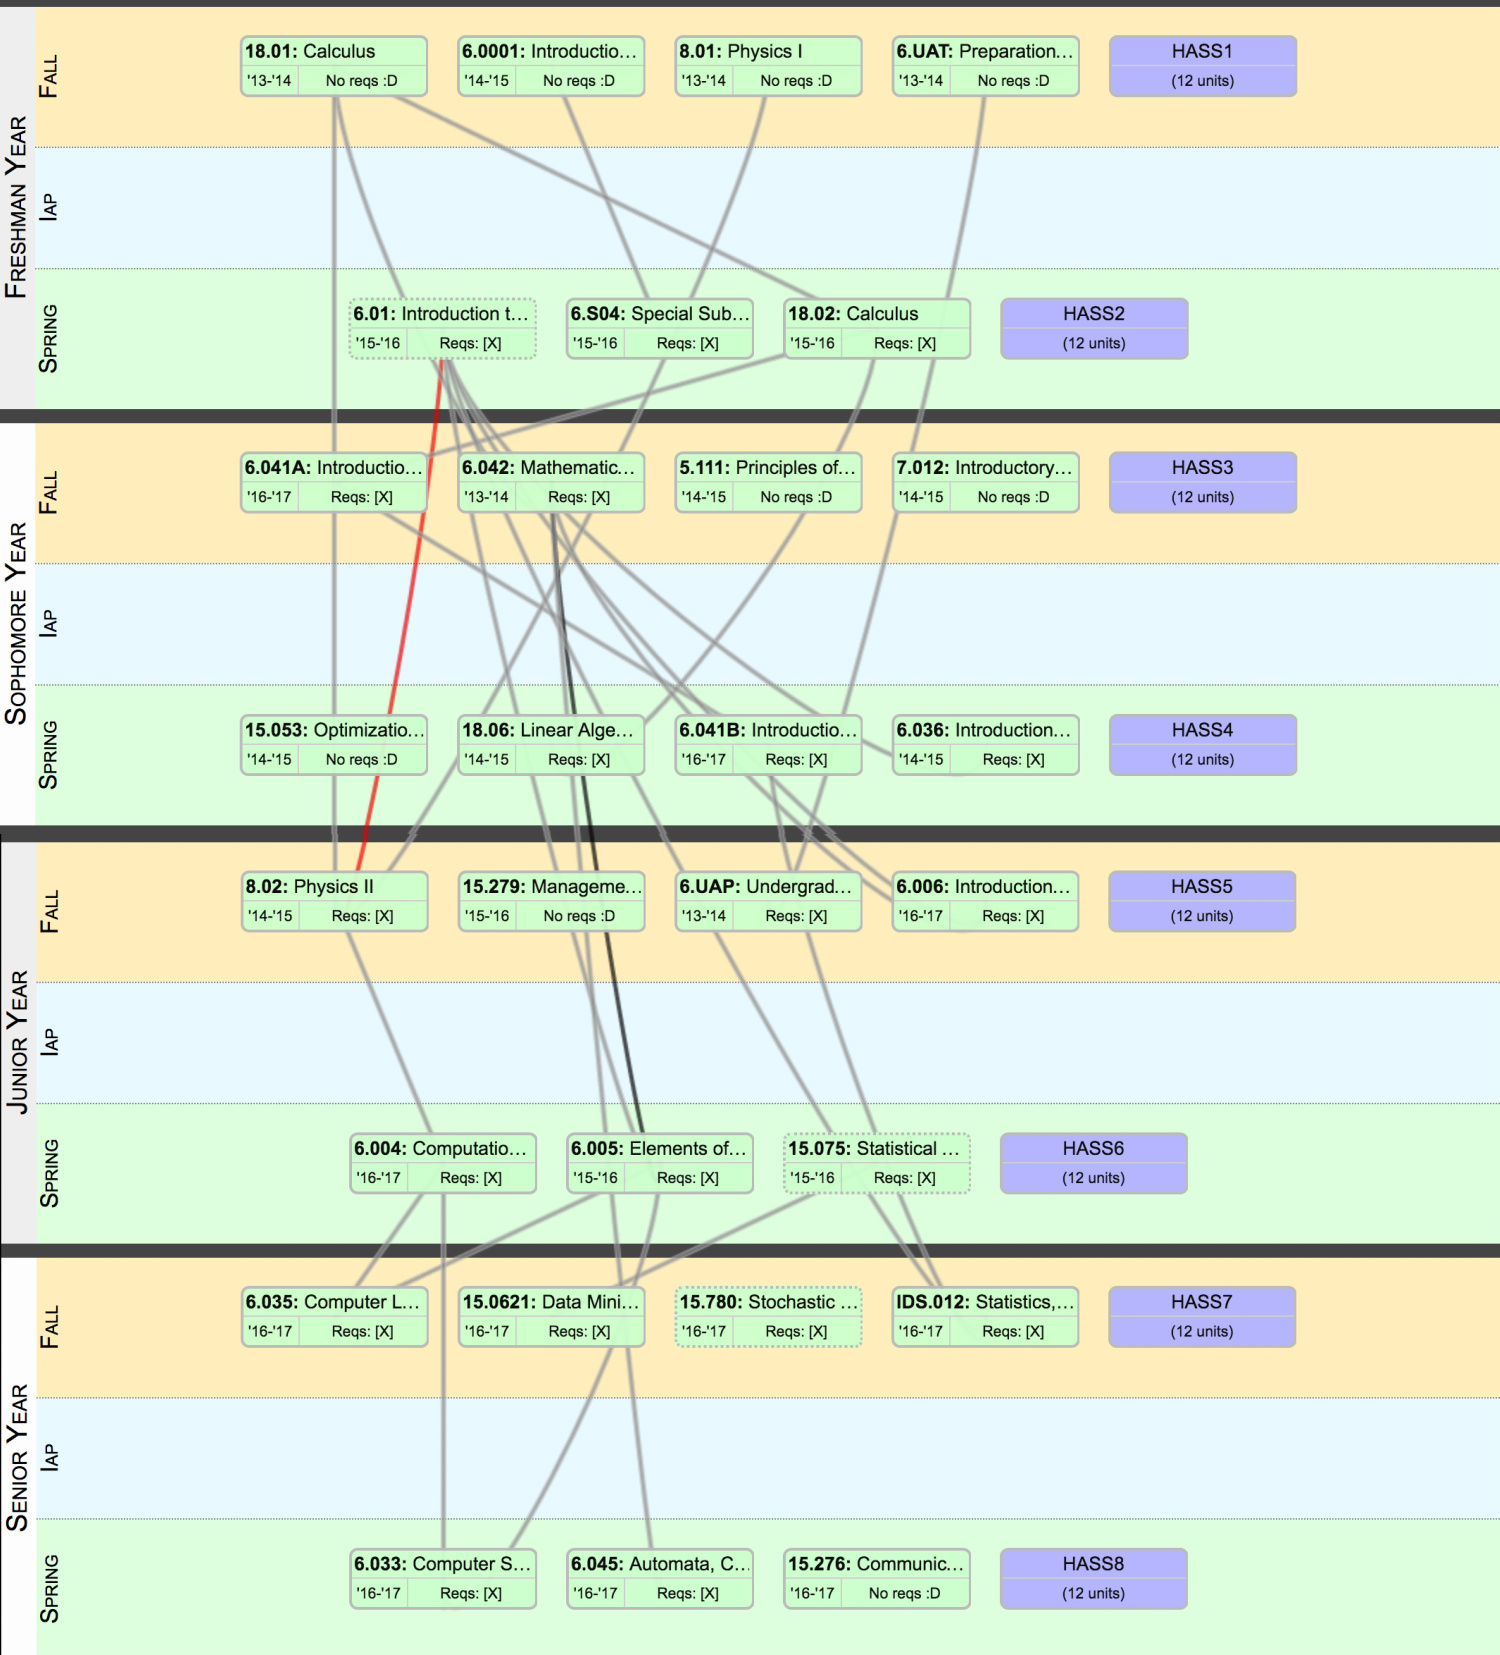 FRESHMAN YEAR
FALL
18.01: Calculus
'13-'14 No reqs :D
6.0001: Introductio...
'14-'15 No reqs :D
8.01: Physics I
'13-'14 No reqs :D
6.UAT: Preparation...
'13-'14 No reqs :D
HASS1
(12 units)
IAP
SPRING
6.01: Introduction t...
'15-'16 Reqs: [X]
6.S04: Special Sub...
'15-'16 Reqs: [X]
18.02: Calculus
'15-'16 Reqs: [X]
HASS2
(12 units)
SOPHOMORE YEAR
FALL
6.041A: Introductio...
'16-'17 Reqs: [X]
6.042: Mathematic...
'13-'14 Reqs: [X]
5.111: Principles of...
'14-'15 No reqs :D
7.012: Introductory...
'14-'15 No reqs :D
HASS3
(12 units)
IAP
SPRING
15.053: Optimizatio...
'14-'15 No reqs :D
18.06: Linear Alge...
'14-'15 Reqs: [X]
6.041B: Introductio...
'16-'17 Reqs: [X]
6.036: Introduction...
'14-'15 Reqs: [X]
HASS4
(12 units)
JUNIOR YEAR
FALL
8.02: Physics II
'14-'15 Reqs: [X]
15.279: Manageme...
'15-'16 No reqs :D
6.UAP: Undergrad...
'13-'14 Reqs: [X]
6.006: Introduction...
'16-'17 Reqs: [X]
HASS5
(12 units)
IAP
SPRING
6.004: Computatio...
'16-'17 Reqs: [X]
6.005: Elements of...
'15-'16 Reqs: [X]
15.075: Statistical ...
'15-'16 Reqs: [X]
HASS6
(12 units)
SENIOR YEAR
FALL
6.035: Computer L...
'16-'17 Reqs: [X]
15.0621: Data Mini...
'16-'17 Reqs: [X]
15.780: Stochastic ...
'16-'17 Reqs: [X]
IDS.012: Statistics,...
'16-'17 Reqs: [X]
HASS7
(12 units)
IAP
SPRING
6.033: Computer S...
'16-'17 Reqs: [X]
6.045: Automata, C...
'16-'17 Reqs: [X]
15.276: Communic...
'16-'17 No reqs :D
HASS8
(12 units)